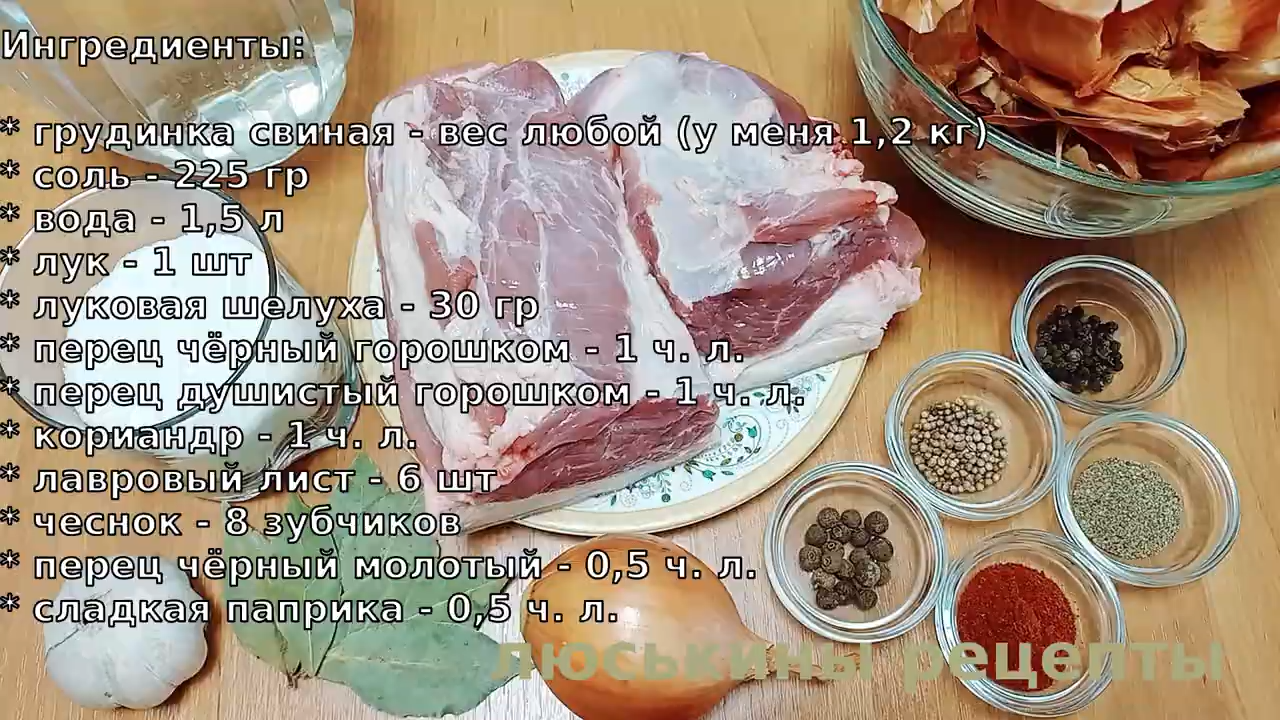 Ингредиенты:
* грудинка свиная - вес любой (у меня 1,2 кг)
* соль - 225 гр
* вода - 1,5 л
* лук - 1 шт
* луковая шелуха - 30 гр
* перец чёрный горошком - 1 ч. л.
* перец душистый горошком - 1 ч. л.
* кориандр - 1 ч. л.
* лавровый лист - 6 шт
* чеснок - 8 зубчиков
* перец чёрный молотый - 0,5 ч. л.
* сладкая паприка - 0,5 ч. л.
люськины рецепты